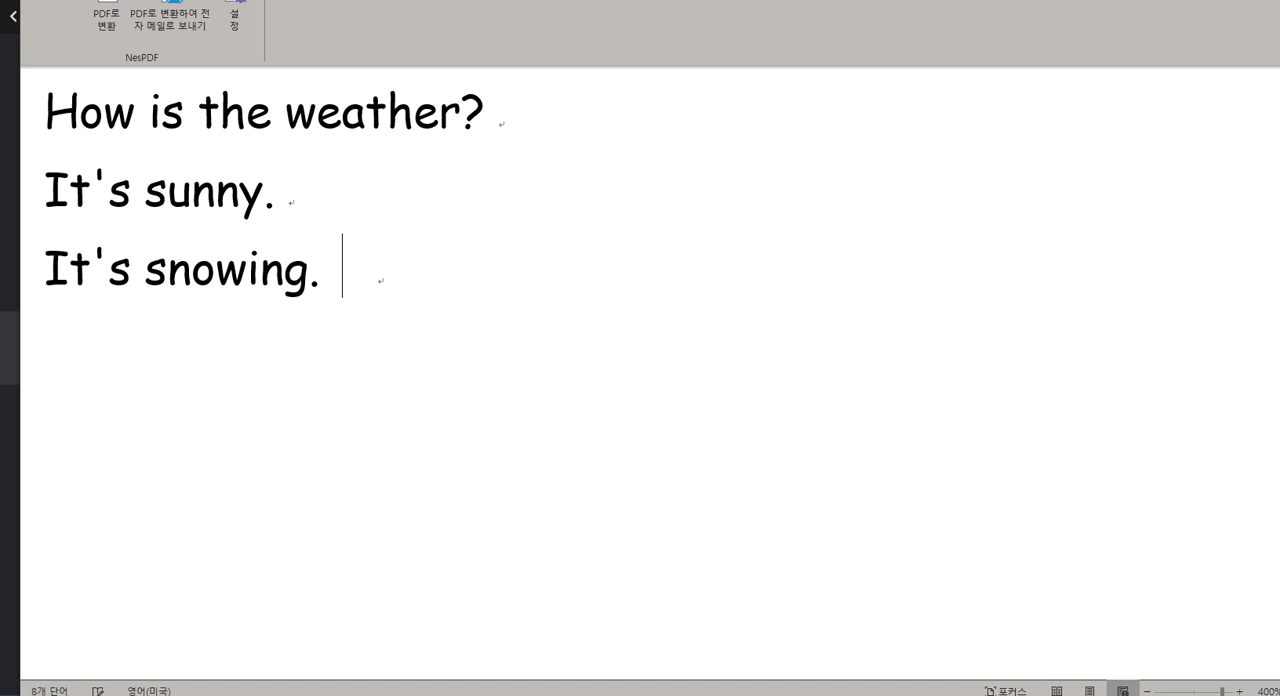 PDF로 변환
PDF로 변환하여 전자 메일로 보내기
설정
NesPDF
How is the weather?
It's sunny.
It's snowing.
8개 단어
영어(미국)
포커스
400%